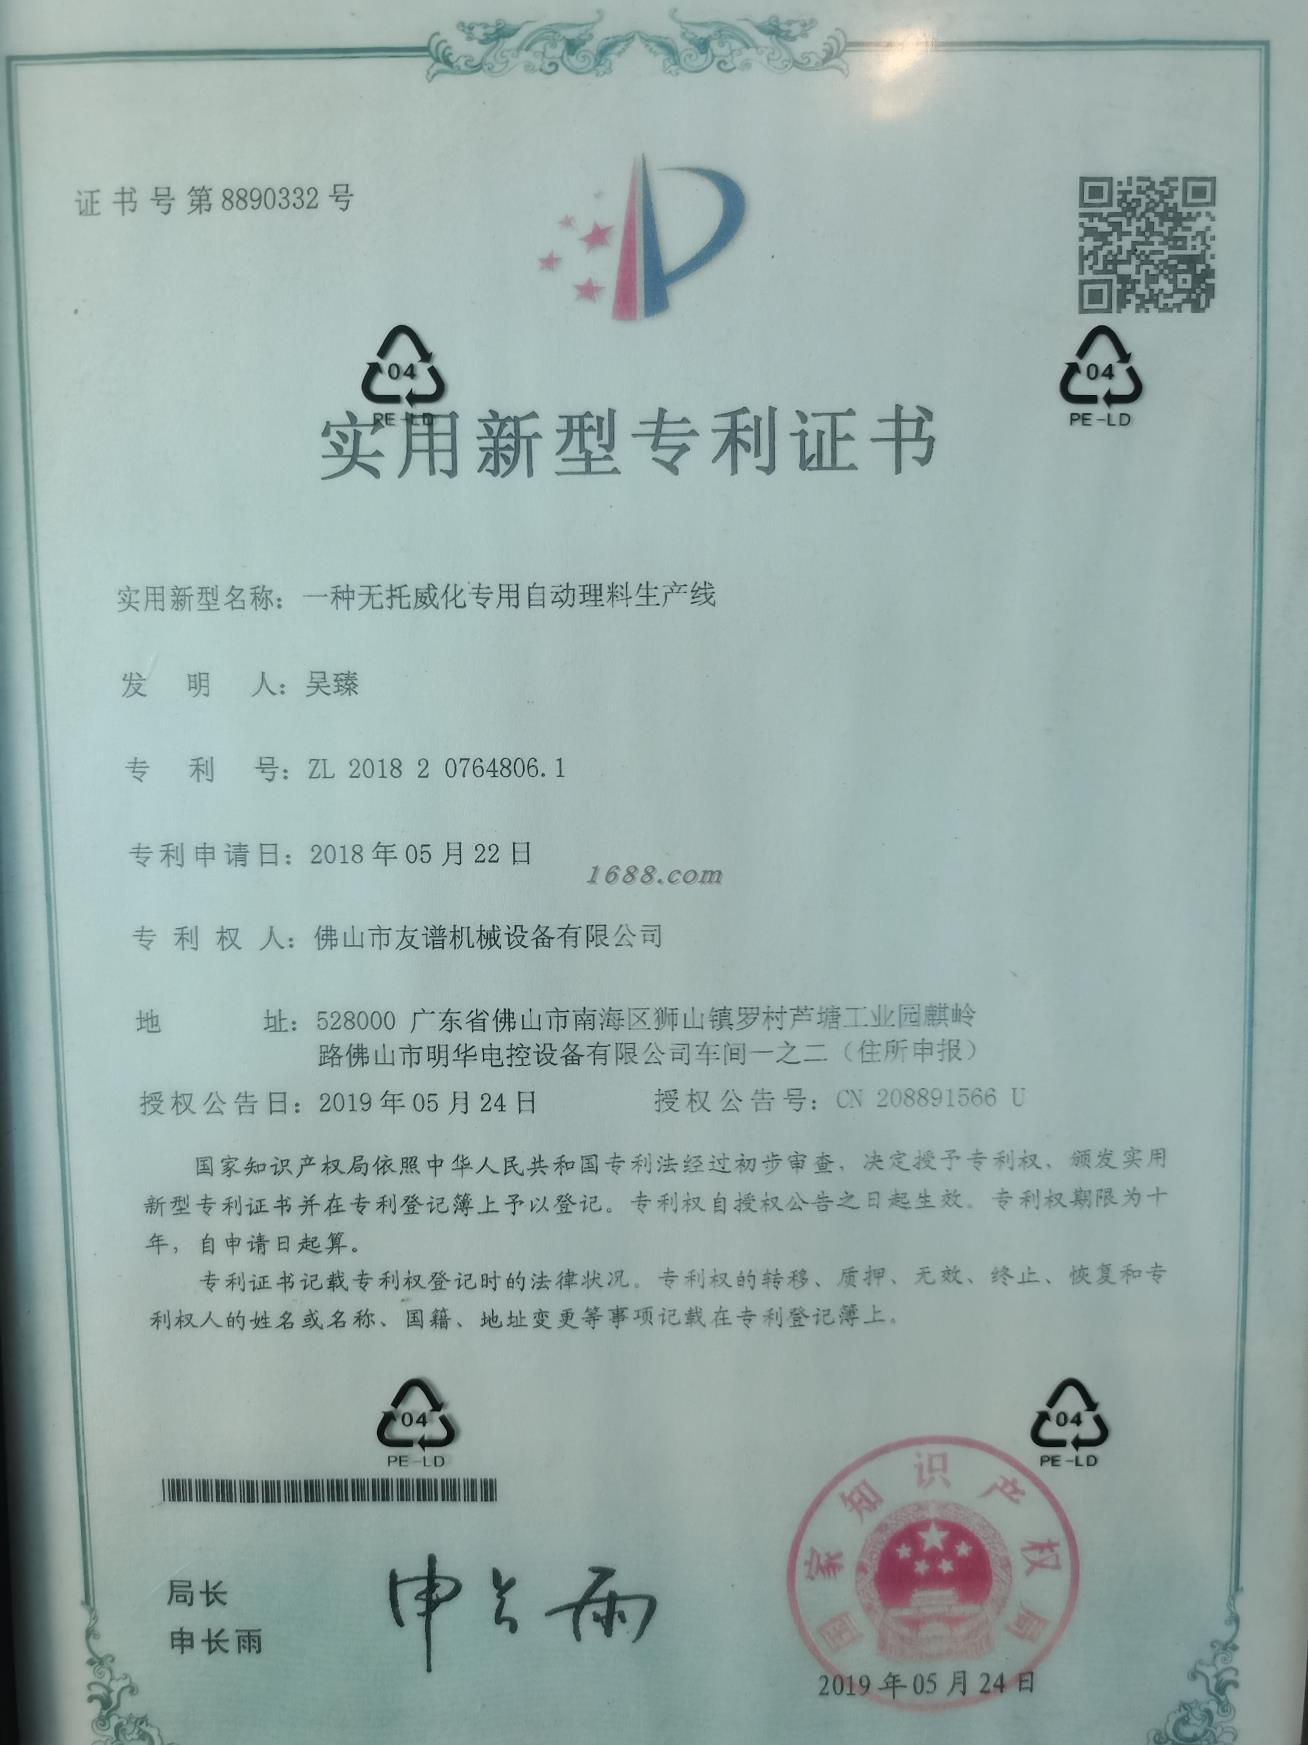 证书号第8890332号
04
PE-LD
04
PE-LD
实用新型专利证书
实用新型名称：一种无托威化专用自动理料生产线
发明人：吴臻
专利号：ZL 2018 2 0764806.1
专利申请日：2018年05月22日
1688.com
专利权人：佛山市友谱机械设备有限公司
地址：528000 广东省佛山市南海区狮山镇罗村芦塘工业园麒岭
路佛山市明华电控设备有限公司车间一之二（住所申报）
授权公告日：2019年05月24日 授权公告号：CN 208891566 U
国家知识产权局依照中华人民共和国专利法经过初步审查，决定授予专利权，颁发实用
新型专利证书并在专利登记簿上予以登记。专利权自授权公告之日起生效。专利权期限为十
年，自申请日起算。
专利证书记载专利权登记时的法律状况。专利权的转移、质押、无效、终止、恢复和专
利权人的姓名或名称、国籍、地址变更等事项记载在专利登记簿上。
04
PE-LD
04
PE-LD
国家知识产权局
局长
申长雨
申长雨
2019年05月24日